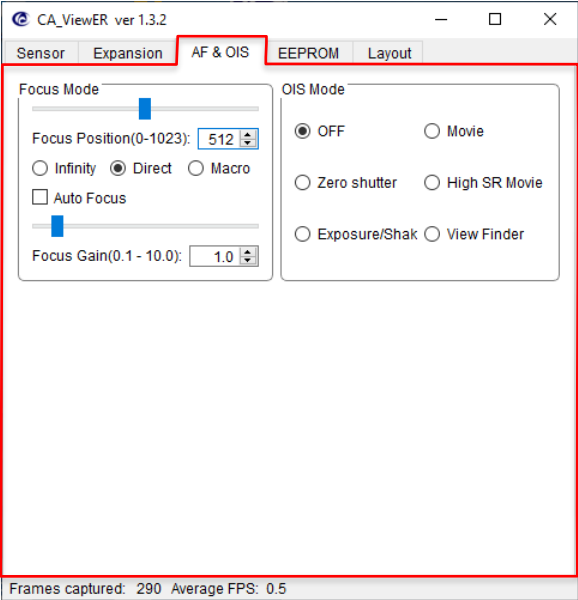 CA_ViewER ver 1.3.2
Sensor Expansion AF & OIS EEPROM Layout
Focus Mode
Focus Position(0-1023): 512
Infinity Direct Macro
Auto Focus
Focus Gain(0.1 - 10.0): 1.0
OIS Mode
OFF Movie
Zero shutter High SR Movie
Exposure/Shak View Finder
Frames captured: 290 Average FPS: 0.5